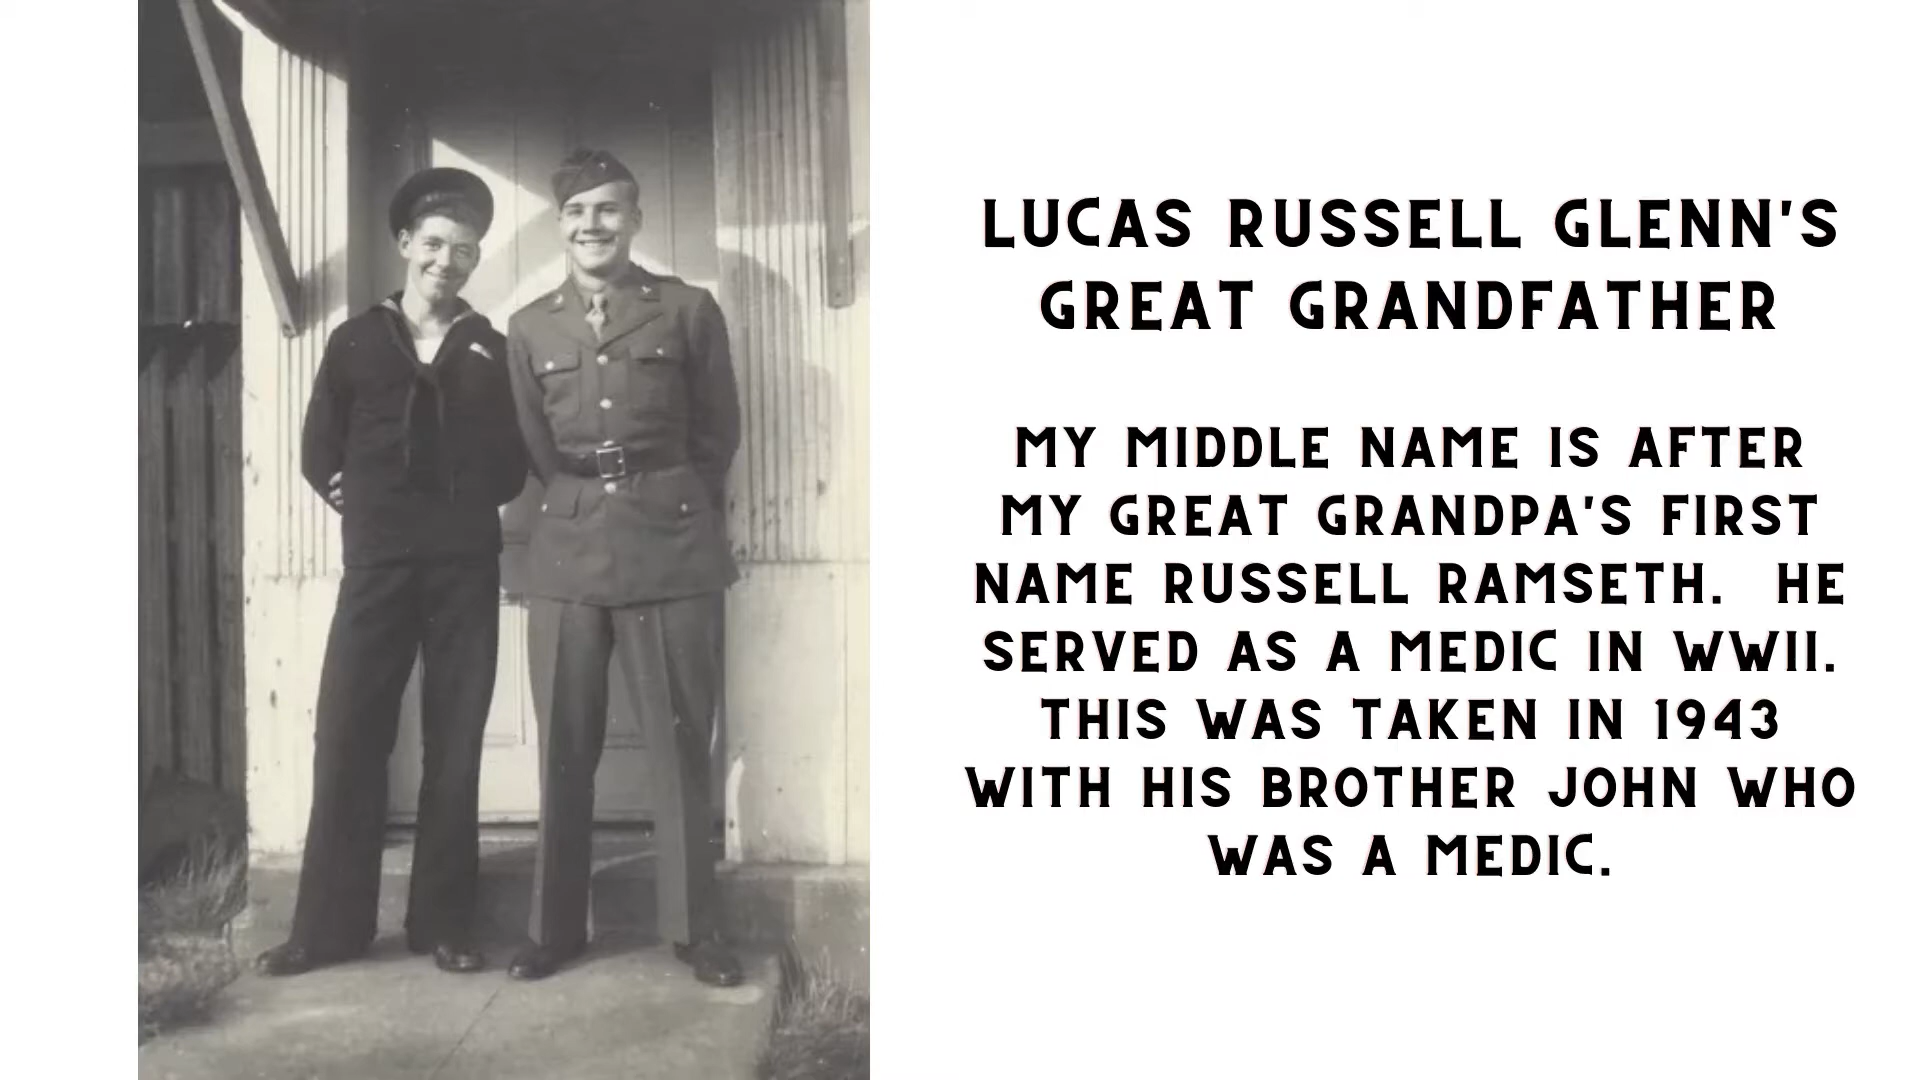 LUCAS RUSSELL GLENN'S
GREAT GRANDFATHER
MY MIDDLE NAME IS AFTER
MY GREAT GRANDPA'S FIRST
NAME RUSSELL RAMSETH. HE
SERVED AS A MEDIC IN WWII.
THIS WAS TAKEN IN 1943
WITH HIS BROTHER JOHN WHO
WAS A MEDIC.